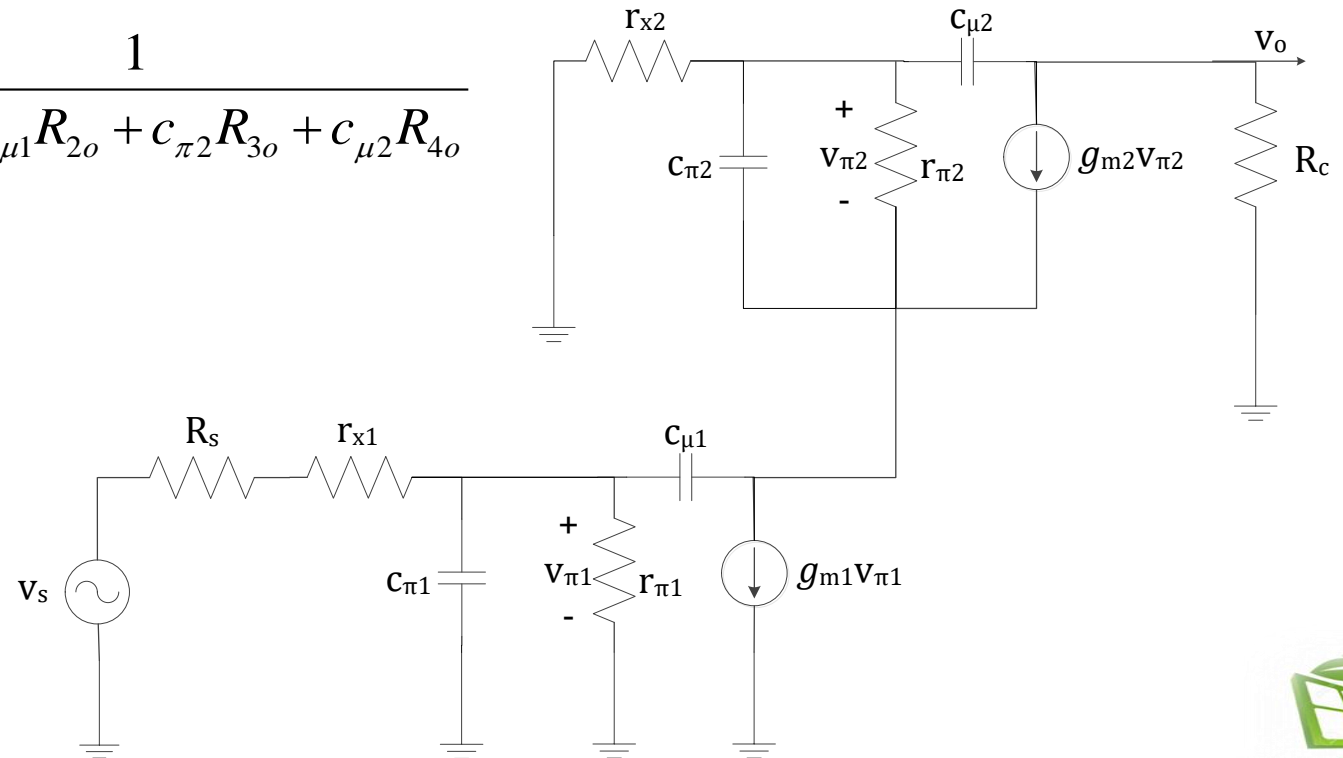 1
μ1R2o + cπ2R3o + cμ2R4o
rx2
cμ2
vo
+
vπ2
-
cπ2
rπ2
gm2vπ2
Rc
Rs
rx1
cμ1
+
vπ1
-
vs
cπ1
rπ1
gm1vπ1